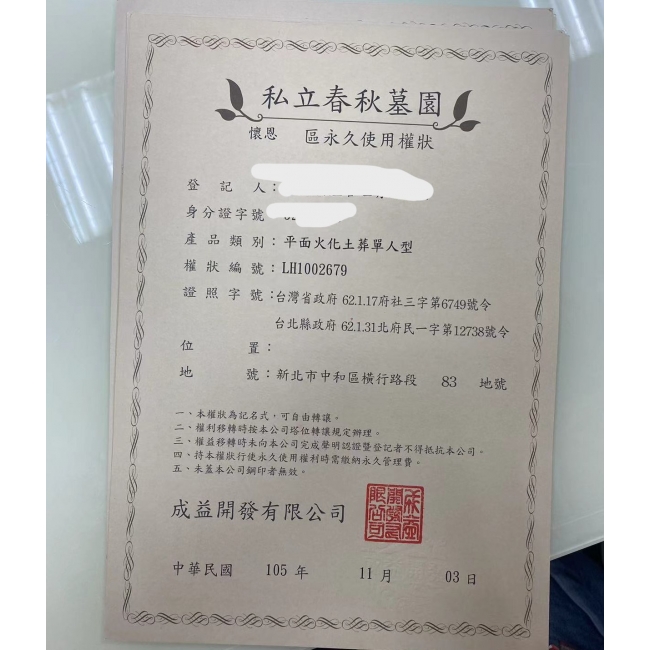 私立春秋墓園
懷恩 區永久使用權狀
登記人：
身分證字號
產品類別：平面火化土葬單人型
權狀編號：LH1002679
證照字號：台灣省政府 62.1.17府社三字第6749號令
台北縣政府 62.1.31北府民一字第12738號令
位置：
地號：新北市中和區橫行路段 83 地號
一、本權狀為記名式，可自由轉讓。
二、權利移轉時按本公司塔位轉讓規定辦理。
三、權益移轉時未向本公司完成聲明認證暨登記者不得抵抗本公司。
四、持本權狀行使永久使用權利時需繳納永久管理費。
五、未蓋本公司鋼印者無效。
成益開發有限公司
成益開發有限公司
中華民國 105 年 11 月 03 日